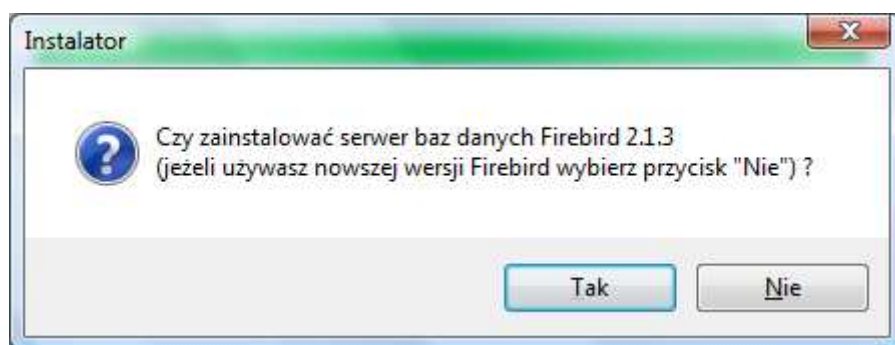 Instalator
Czy zainstalować serwer baz danych Firebird 2.1.3
(jeżeli używasz nowszej wersji Firebird wybierz przycisk "Nie") ?
Tak
Nie